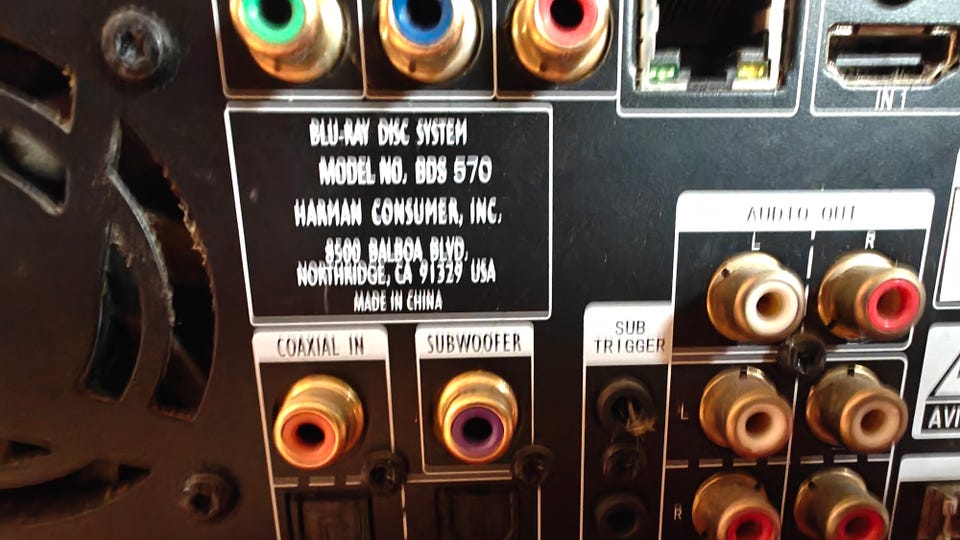 IN 1
BLU-RAY DISC SYSTEM
MODEL NO. BDS 570
HARMAN CONSUMER, INC.
8500 BALBOA BLVD.
NORTHRIDGE, CA 91329 USA
MADE IN CHINA
AUDIO OUT
L R
COAXIAL IN
SUBWOOFER
SUB
TRIGGER
L
R
AVI